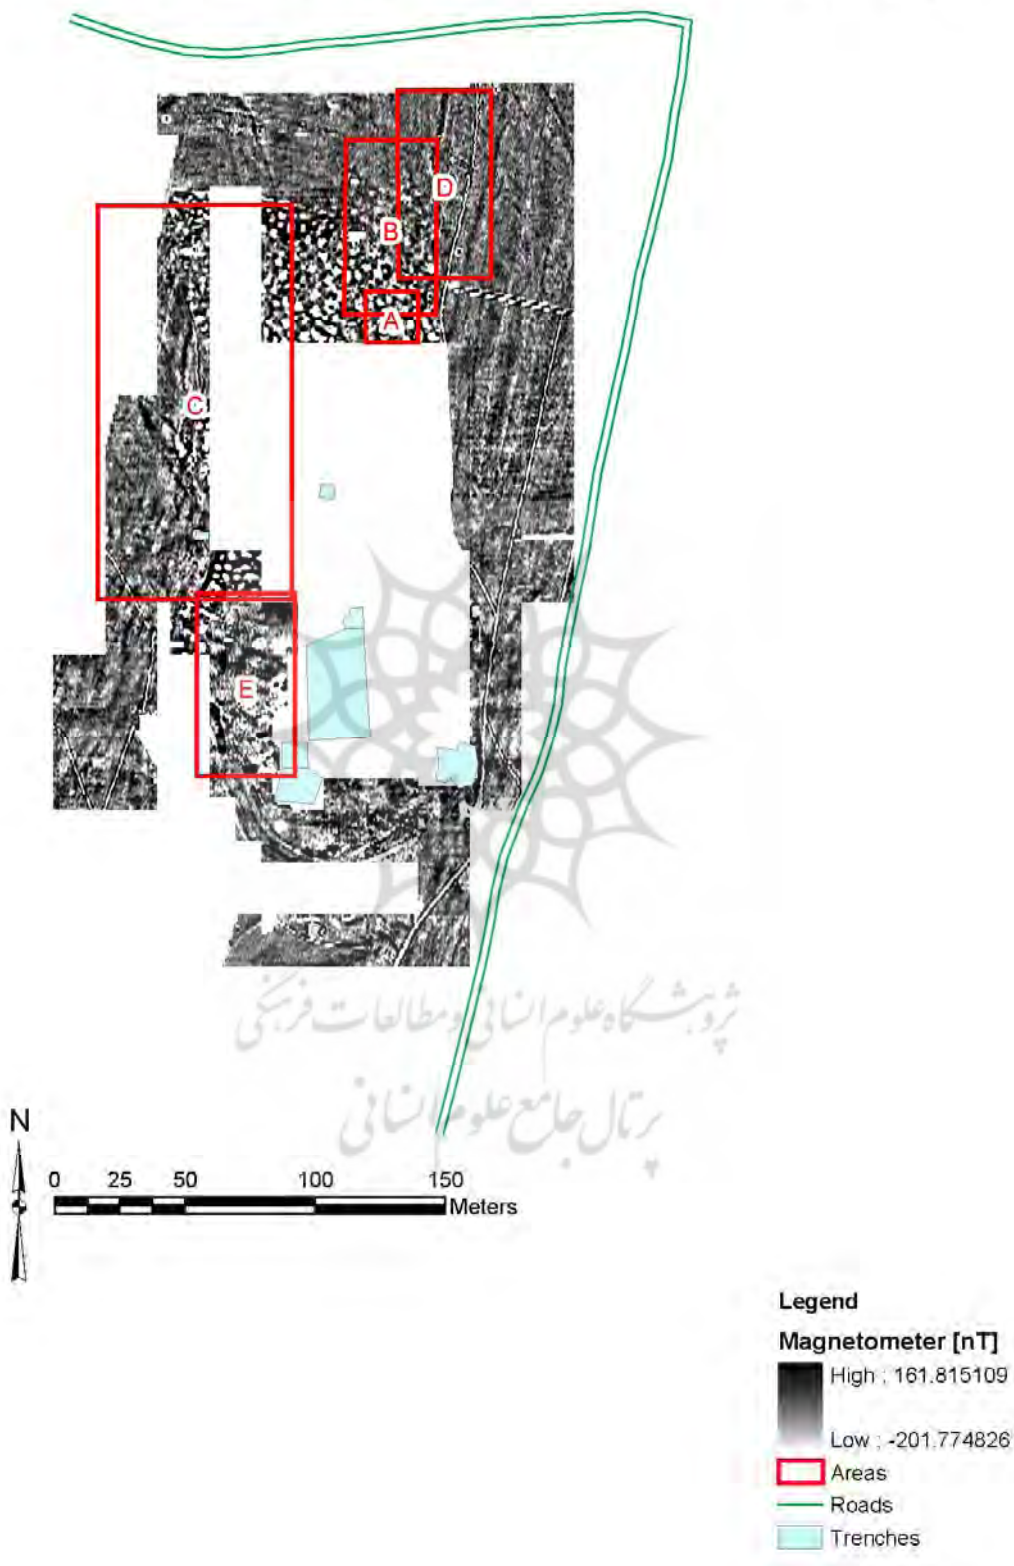 D
B
A
C
E
پژوهشگاه علوم انسانی و مطالعات فرهنگی
پرتال جامع علوم انسانی
N
0 25 50 100 150
Meters
Legend
Magnetometer [nT]
High : 161.815109
Low : -201.774826
Areas
Roads
Trenches